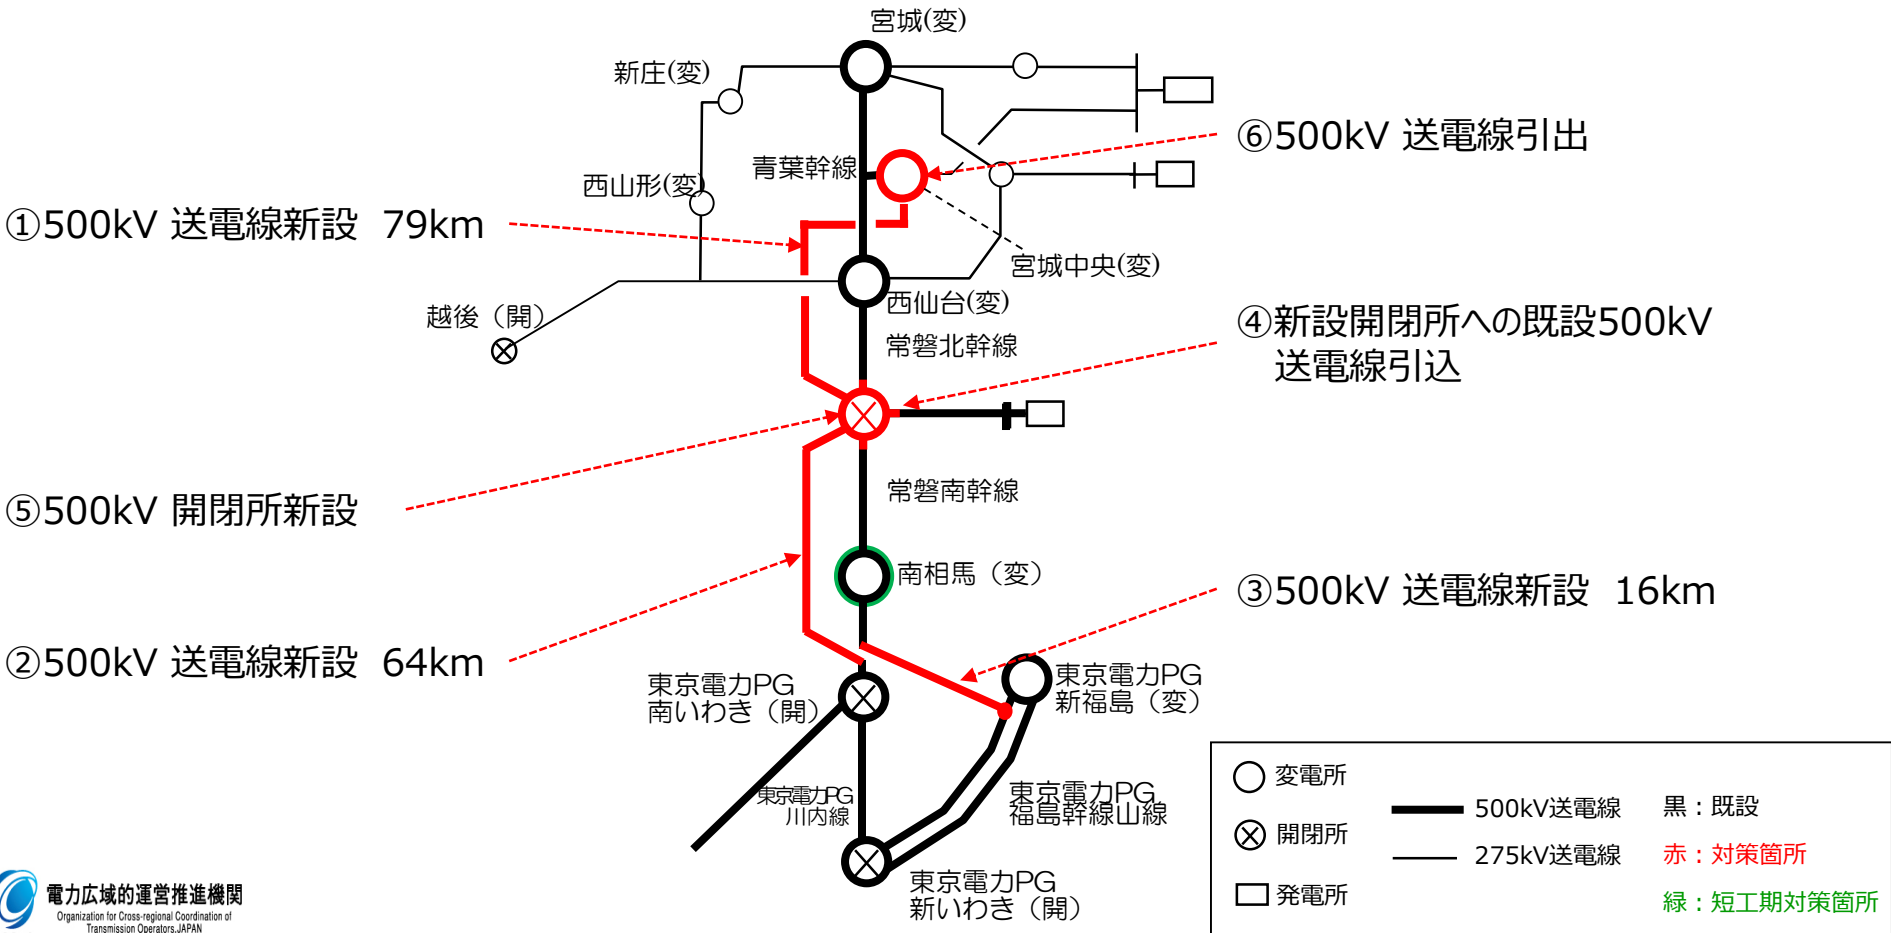 宮城(変)
新庄(変)
⑥500kV 送電線引出
青葉幹線
西山形(変)
①500kV 送電線新設 79km
宮城中央(変)
西仙台(変)
越後（開）
④新設開閉所への既設500kV
送電線引込
常磐北幹線
⑤500kV 開閉所新設
常磐南幹線
南相馬（変）
③500kV 送電線新設 16km
②500kV 送電線新設 64km
東京電力PG
南いわき（開）
東京電力PG
新福島（変）
東京電力PG
川内線
東京電力PG
福島幹線山線
東京電力PG
新いわき（開）
変電所
開閉所
発電所
500kV送電線
275kV送電線
黒：既設
赤：対策箇所
緑：短工期対策箇所
電力広域的運営推進機関
Organization for Cross-regional Coordination of
Transmission Operators,JAPAN